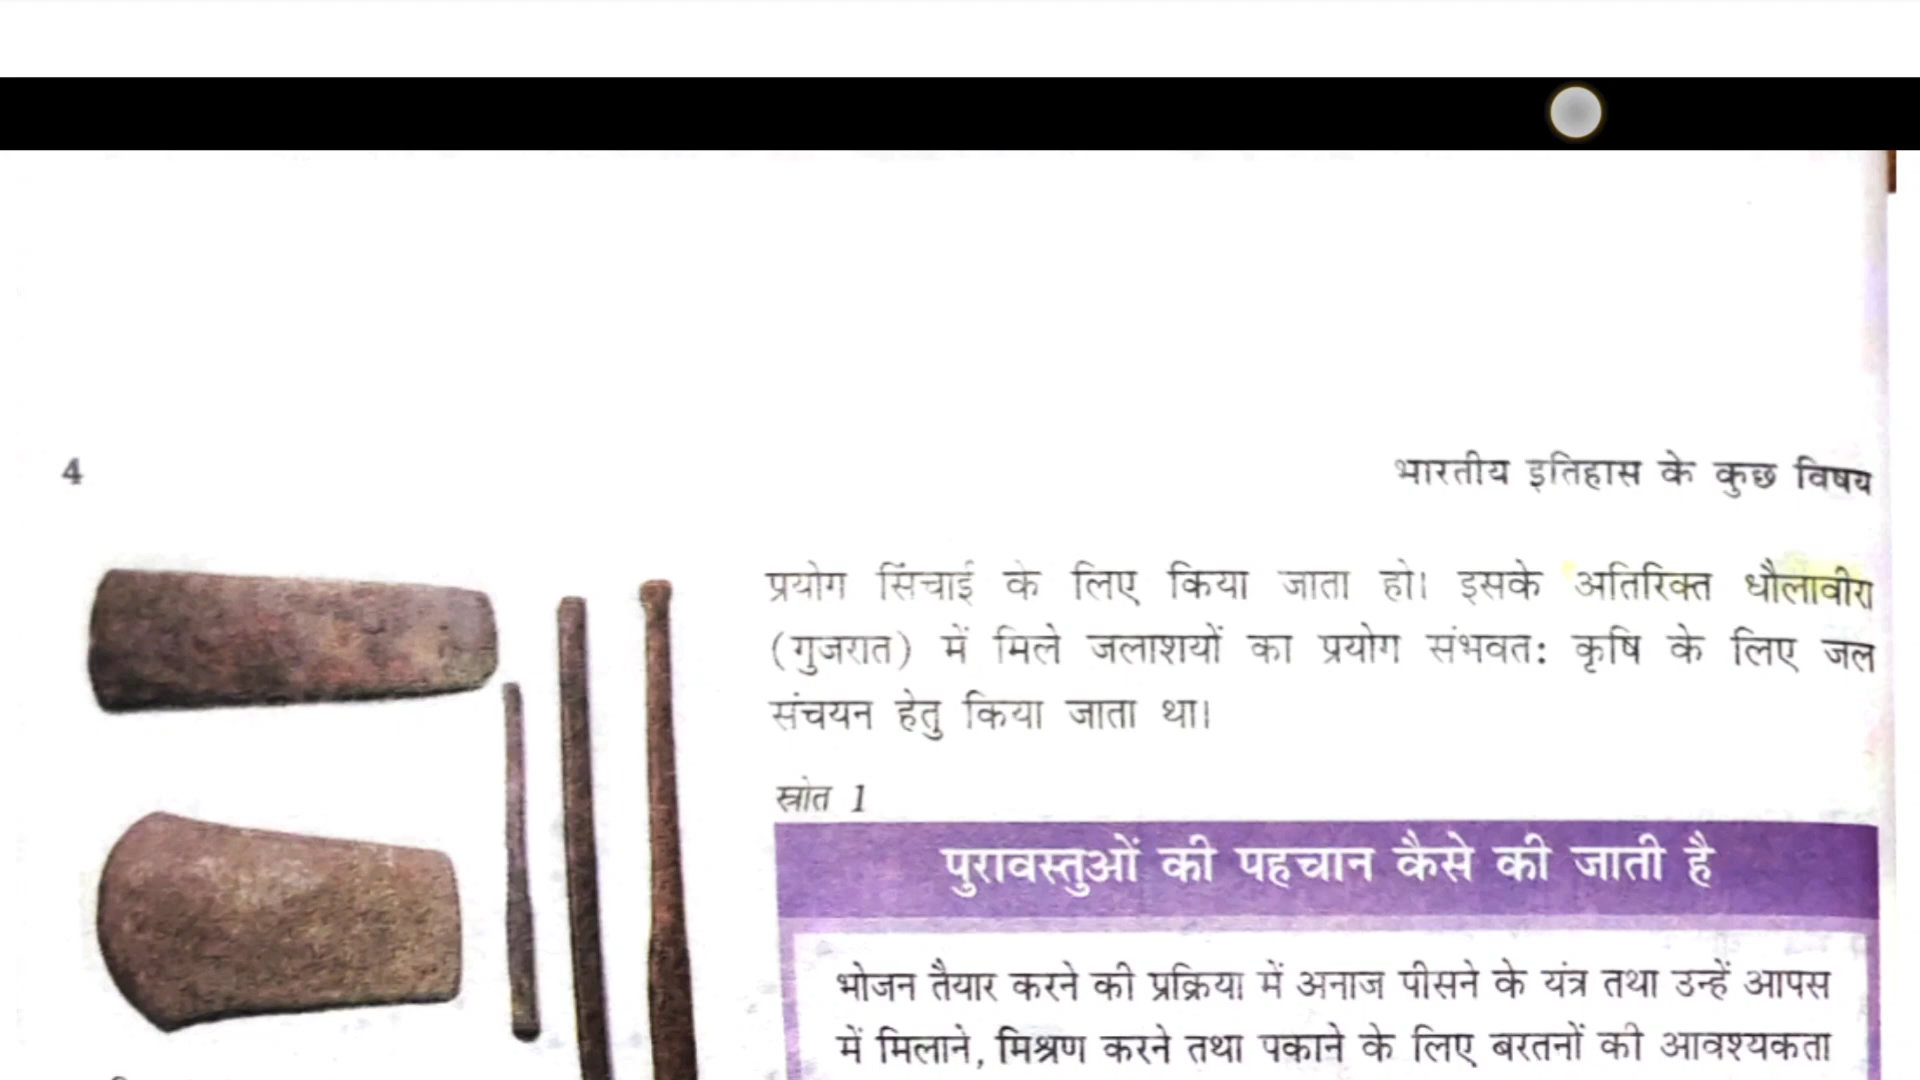 4
भारतीय इतिहास के कुछ विषय
प्रयोग सिंचाई के लिए किया जाता हो। इसके अतिरिक्त धौलावीरा
(गुजरात) में मिले जलाशयों का प्रयोग संभवत: कृषि के लिए जल
संचयन हेतु किया जाता था।
स्रोत 1
पुरावस्तुओं की पहचान कैसे की जाती है
भोजन तैयार करने की प्रक्रिया में अनाज पीसने के यंत्र तथा उन्हें आपस
में मिलाने, मिश्रण करने तथा पकाने के लिए बरतनों की आवश्यकता